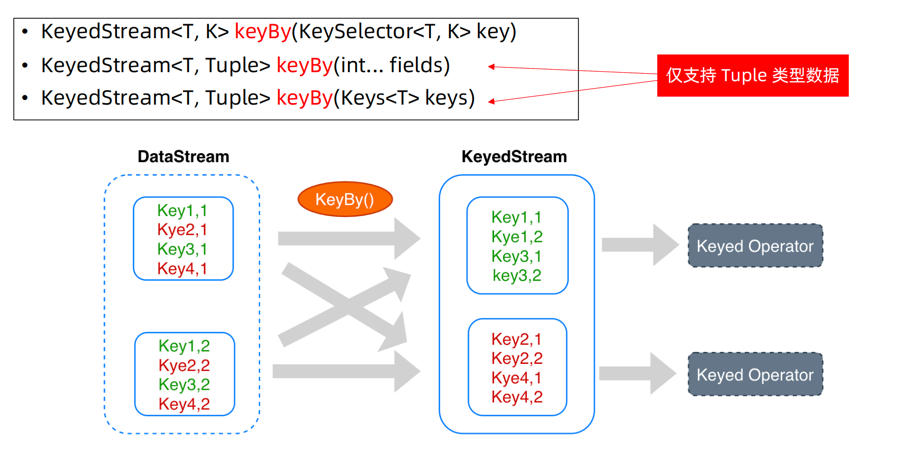 • KeyedStream<T, K> keyBy(KeySelector<T, K> key)
• KeyedStream<T, Tuple> keyBy(int... fields)
• KeyedStream<T, Tuple> keyBy(Keys<T> keys)
仅支持 Tuple 类型数据
DataStream
KeyedStream
KeyBy()
Key1,1
Kye2,1
Key3,1
Key4,1
Key1,1
Kye1,2
Key3,1
key3,2
Keyed Operator
Key1,2
Kye2,2
Key3,2
Key4,2
Key2,1
Key2,2
Kye4,1
Key4,2
Keyed Operator